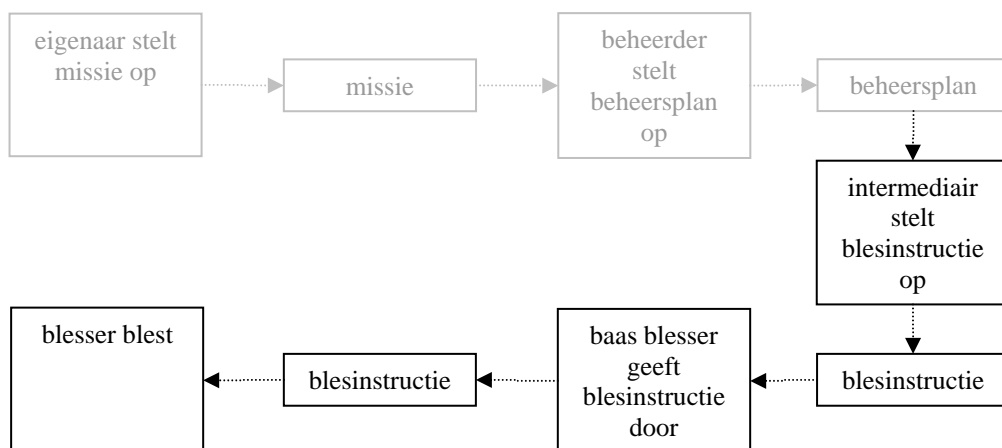 eigenaar stelt
missie op
missie
beheerder
stelt
beheersplan
op
beheersplan
intermediair
stelt
blesinstructie
op
blesinstructie
baas blesser
geeft
blesinstructie
door
blesinstructie
blesser blest